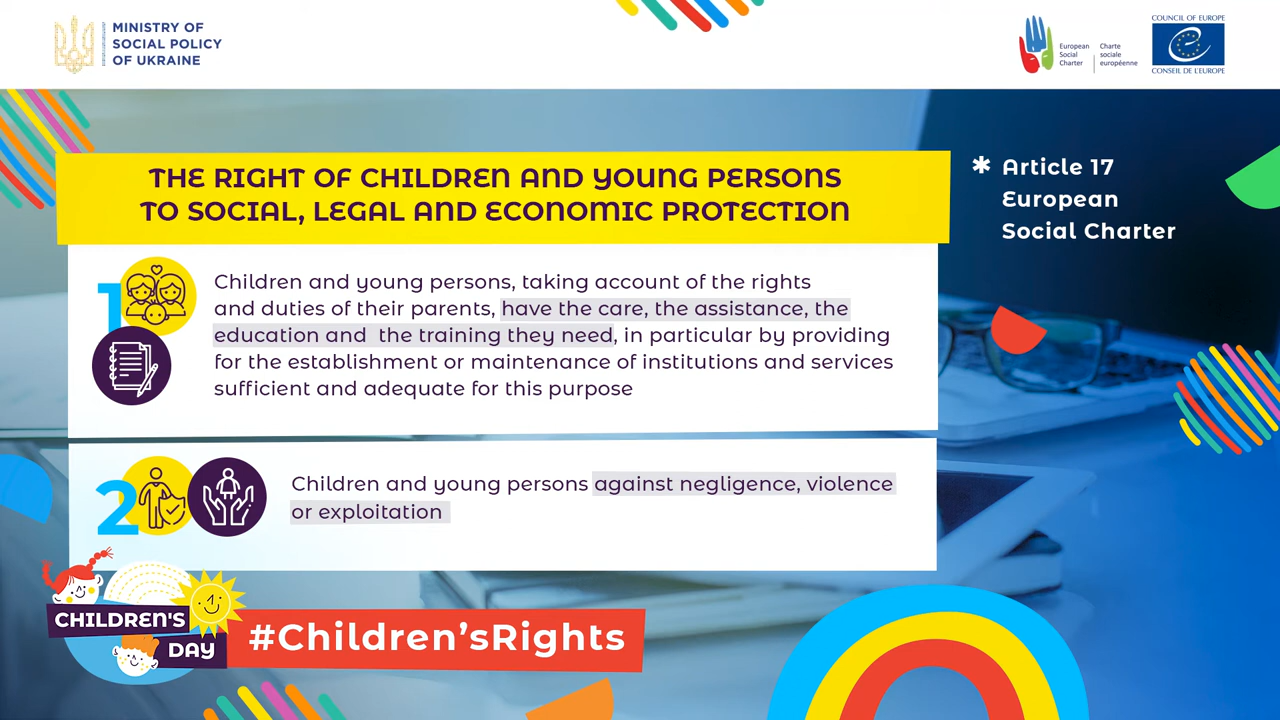 MINISTRY OF
SOCIAL POLICY
OF UKRAINE
European
Social
Charter
Charte
sociale
européenne
COUNCIL OF EUROPE
CONSEIL DE L'EUROPE
THE RIGHT OF CHILDREN AND YOUNG PERSONS
TO SOCIAL, LEGAL AND ECONOMIC PROTECTION
* Article 17
European
Social Charter
1
Children and young persons, taking account of the rights
and duties of their parents, have the care, the assistance, the
education and the training they need, in particular by providing
for the establishment or maintenance of institutions and services
sufficient and adequate for this purpose
2
Children and young persons against negligence, violence
or exploitation
CHILDREN'S
DAY
#Children'sRights